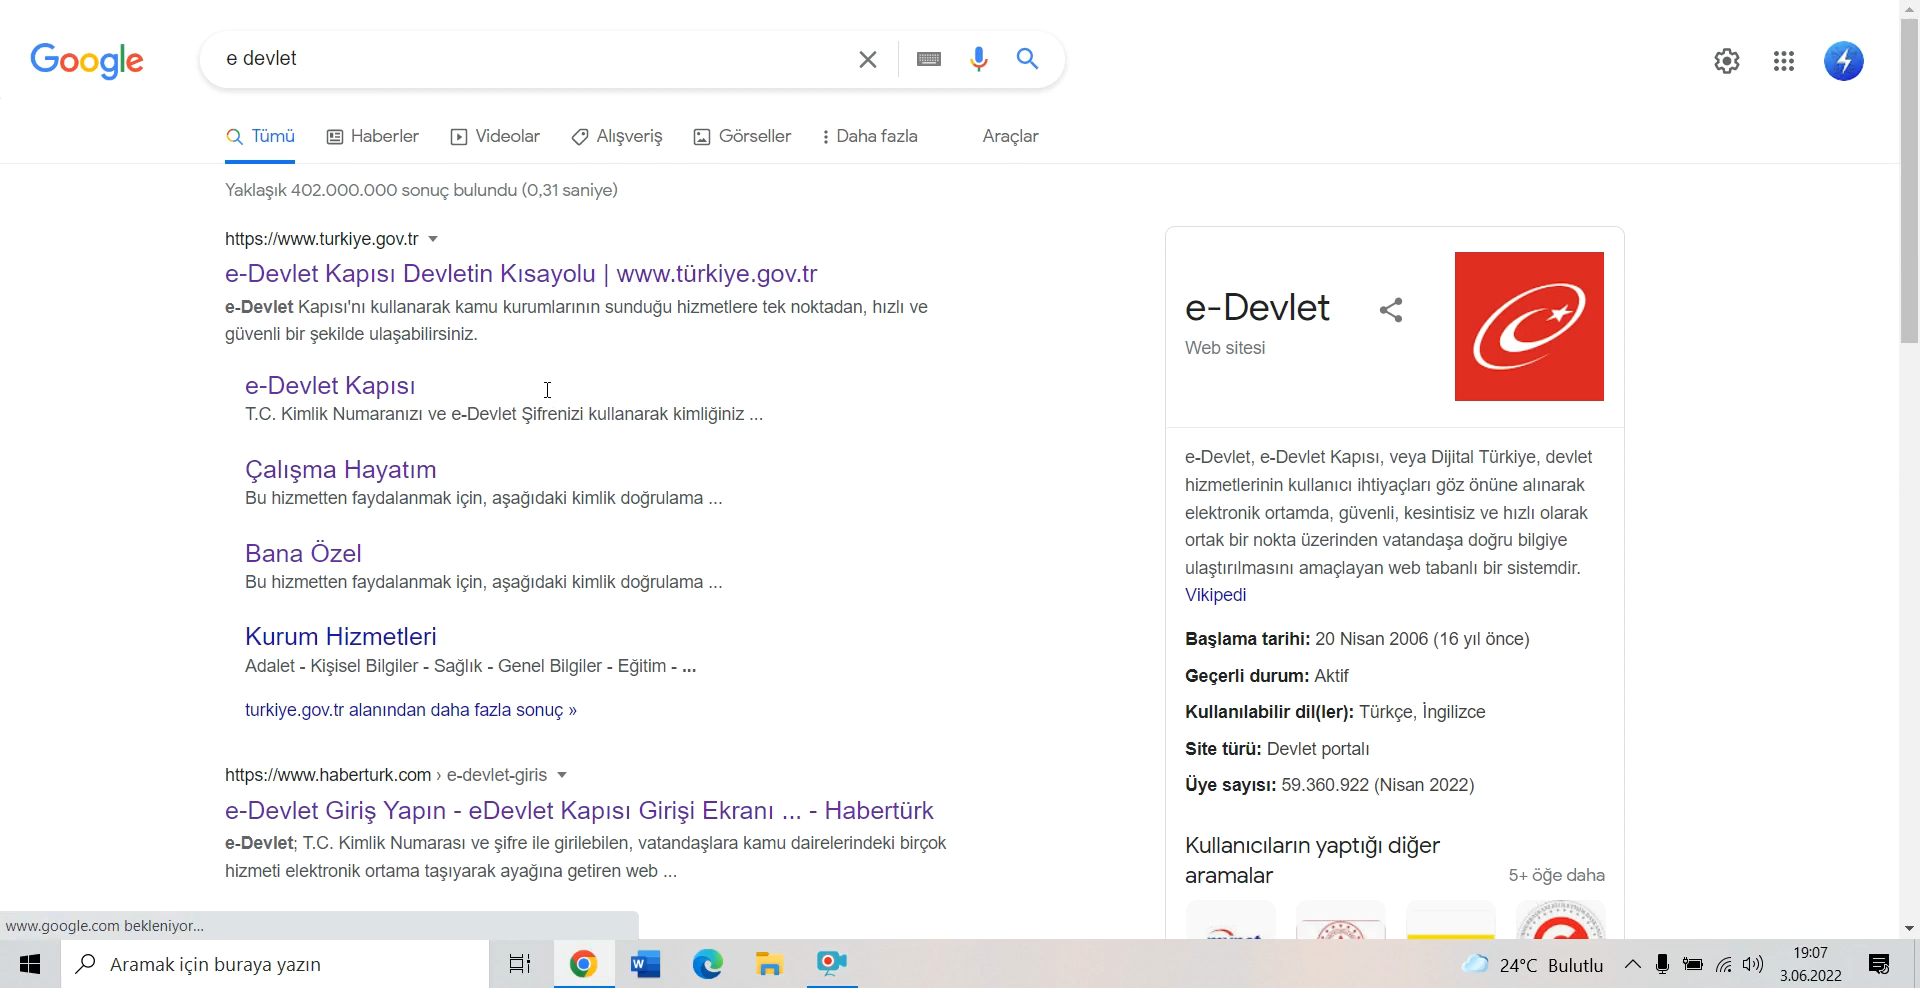 Google
e devlet
Tümü
Haberler
Videolar
Alışveriş
Görseller
Daha fazla
Araçlar
Yaklaşık 402.000.000 sonuç bulundu (0,31 saniye)
https://www.turkiye.gov.tr
e-Devlet Kapısı Devletin Kısayolu | www.türkiye.gov.tr
e-Devlet Kapısı'nı kullanarak kamu kurumlarının sunduğu hizmetlere tek noktadan, hızlı ve
güvenli bir şekilde ulaşabilirsiniz.
e-Devlet Kapısı
T.C. Kimlik Numaranızı ve e-Devlet Şifrenizi kullanarak kimliğiniz ...
Çalışma Hayatım
Bu hizmetten faydalanmak için, aşağıdaki kimlik doğrulama ...
Bana Özel
Bu hizmetten faydalanmak için, aşağıdaki kimlik doğrulama ...
Kurum Hizmetleri
Adalet - Kişisel Bilgiler - Sağlık - Genel Bilgiler - Eğitim - ...
turkiye.gov.tr alanından daha fazla sonuç »
https://www.haberturk.com › e-devlet-giris
e-Devlet Giriş Yapın - eDevlet Kapısı Girişi Ekranı ... - Habertürk
e-Devlet; T.C. Kimlik Numarası ve şifre ile girilebilen, vatandaşlara kamu dairelerindeki birçok
hizmeti elektronik ortama taşıyarak ayağına getiren web ...
e-Devlet
Web sitesi
e-Devlet, e-Devlet Kapısı, veya Dijital Türkiye, devlet
hizmetlerinin kullanıcı ihtiyaçları göz önüne alınarak
elektronik ortamda, güvenli, kesintisiz ve hızlı olarak
ortak bir nokta üzerinden vatandaşa doğru bilgiye
ulaştırılmasını amaçlayan web tabanlı bir sistemdir.
Vikipedi
Başlama tarihi: 20 Nisan 2006 (16 yıl önce)
Geçerli durum: Aktif
Kullanılabilir dil(ler): Türkçe, İngilizce
Site türü: Devlet portalı
Üye sayısı: 59.360.922 (Nisan 2022)
Kullanıcıların yaptığı diğer
aramalar
5+ öğe daha
www.google.com bekleniyor...
Aramak için buraya yazın
24°C Bulutlu
19:07
3.06.2022